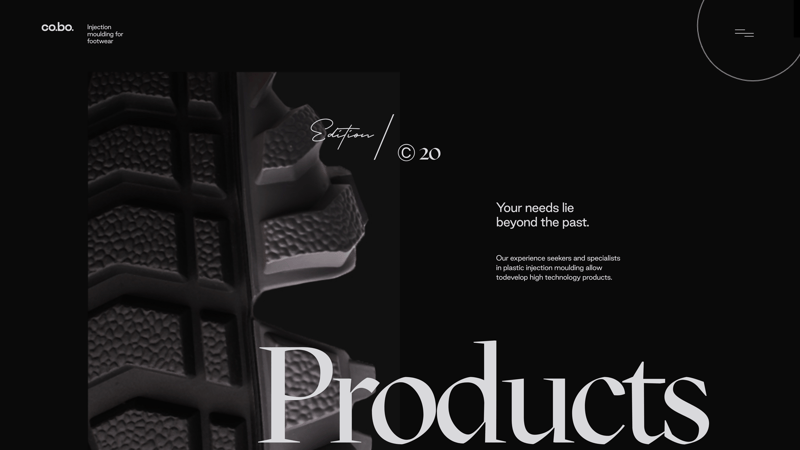 co.bo.
Injection
moulding for
footwear
Edition /
© 20
Your needs lie
beyond the past.
Our experience seekers and specialists
in plastic injection moulding allow
todevelop high technology products.
Products